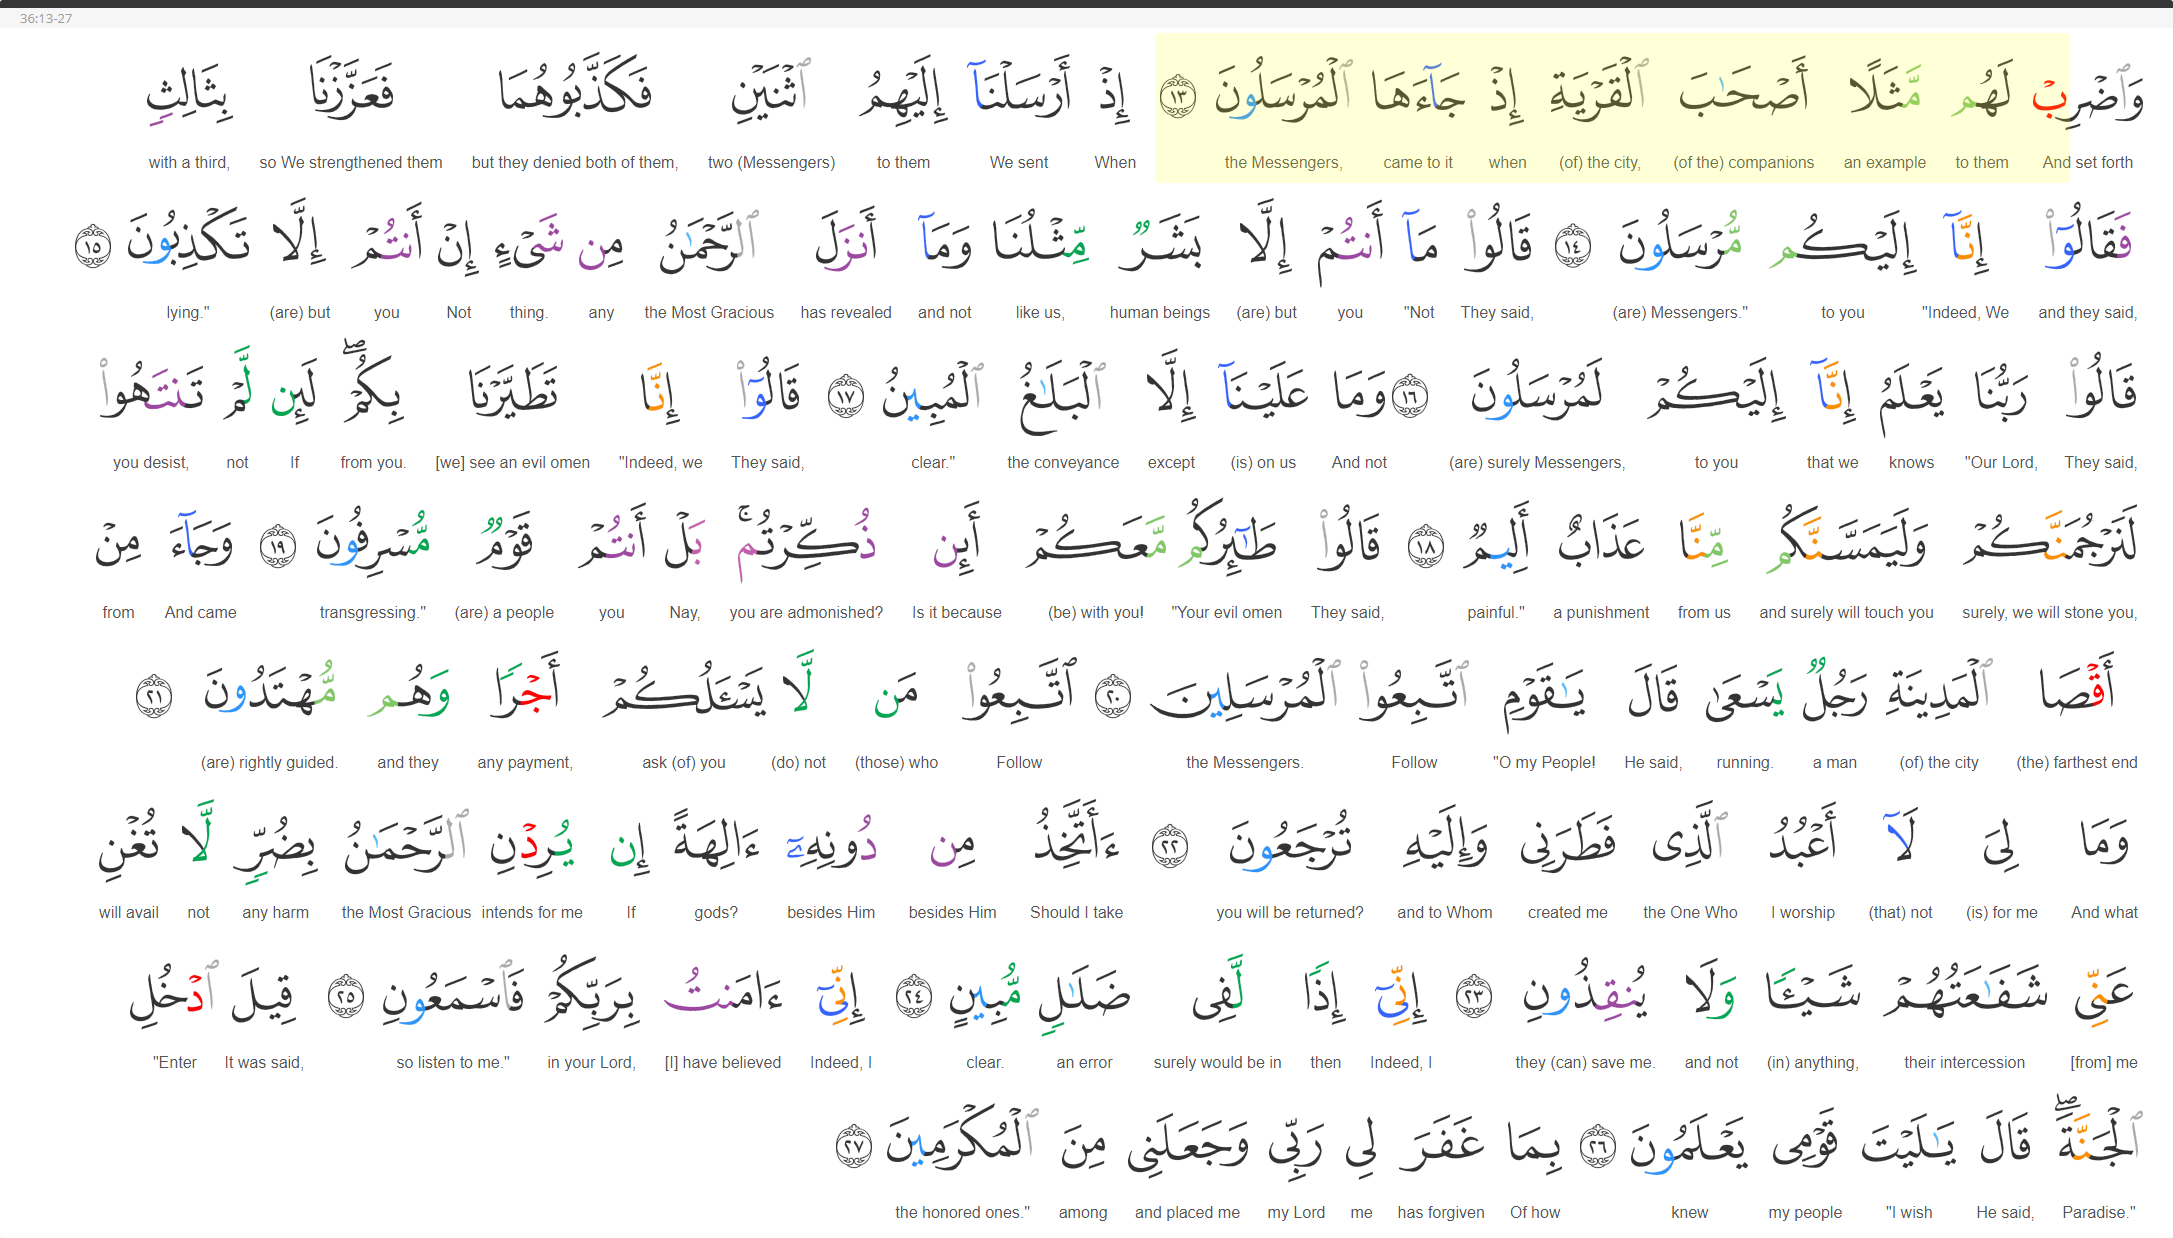 36:13-27
وَٱضْرِبْ لَهُم مَّثَلًا أَصْحَـٰبَ ٱلْقَرْيَةِ إِذْ جَآءَهَا ٱلْمُرْسَلُونَ ١٣ إِذْ أَرْسَلْنَآ إِلَيْهِمُ ٱثْنَيْنِ فَكَذَّبُوهُمَا فَعَزَّزْنَا بِثَالِثٍ
And set forth to them an example (of the) companions (of) the city, when came to it the Messengers, When We sent to them two (Messengers) but they denied both of them, so We strengthened them with a third,
فَقَالُوٓا۟ إِنَّآ إِلَيْكُم مُّرْسَلُونَ ١٤ قَالُوا۟ مَآ أَنتُمْ إِلَّا بَشَرٌ مِّثْلُنَا وَمَآ أَنزَلَ ٱلرَّحْمَـٰنُ مِن شَىْءٍ إِنْ أَنتُمْ إِلَّا تَكْذِبُونَ ١٥
and they said, "Indeed, We to you (are) Messengers." They said, "Not you (are) but human beings like us, and not has revealed the Most Gracious any thing. Not you (are) but lying."
قَالُوا۟ رَبُّنَا يَعْلَمُ إِنَّآ إِلَيْكُمْ لَمُرْسَلُونَ ١٦ وَمَا عَلَيْنَآ إِلَّا ٱلْبَلَـٰغُ ٱلْمُبِينُ ١٧ قَالُوٓا۟ إِنَّا تَطَيَّرْنَا بِكُمْ ۖ لَئِن لَّمْ تَنتَهُوا۟
They said, "Our Lord, knows that we to you (are) surely Messengers, And not (is) on us except the conveyance clear." They said, "Indeed, we [we] see an evil omen from you. If not you desist,
لَنَرْجُمَنَّكُمْ وَلَيَمَسَّنَّكُم مِّنَّا عَذَابٌ أَلِيمٌ ١٨ قَالُوا۟ طَـٰٓئِرُكُم مَّعَكُمْ أَئِن ذُكِّرْتُم ۚ بَلْ أَنتُمْ قَوْمٌ مُّسْرِفُونَ ١٩ وَجَآءَ مِنْ
surely, we will stone you, and surely will touch you from us a punishment painful." They said, "Your evil omen (be) with you! Is it because you are admonished? Nay, you (are) a people transgressing." And came from
أَقْصَا ٱلْمَدِينَةِ رَجُلٌ يَسْعَىٰ قَالَ يَـٰقَوْمِ ٱتَّبِعُوا۟ ٱلْمُرْسَلِينَ ٢٠ ٱتَّبِعُوا۟ مَن لَّا يَسْـَٔلُكُمْ أَجْرًا وَهُم مُّهْتَدُونَ ٢١
(the) farthest end (of) the city a man running. He said, "O my People! Follow the Messengers. Follow (those) who (do) not ask (of) you any payment, and they (are) rightly guided.
وَمَا لِىَ لَآ أَعْبُدُ ٱلَّذِى فَطَرَنِى وَإِلَيْهِ تُرْجَعُونَ ٢٢ ءَأَتَّخِذُ مِن دُونِهِۦٓ ءَالِهَةً إِن يُرِدْنِ ٱلرَّحْمَـٰنُ بِضُرٍّ لَّا تُغْنِ
And what (is) for me (that) not I worship the One Who created me and to Whom you will be returned? Should I take besides Him besides Him gods? If intends for me the Most Gracious any harm not will avail
عَنِّى شَفَـٰعَتُهُمْ شَيْـًٔا وَلَا يُنقِذُونِ ٢٣ إِنِّىٓ إِذًا لَّفِى ضَلَـٰلٍ مُّبِينٍ ٢٤ إِنِّىٓ ءَامَنتُ بِرَبِّكُمْ فَٱسْمَعُونِ ٢٥ قِيلَ ٱدْخُلِ
[from] me their intercession (in) anything, and not they (can) save me. Indeed, I then surely would be in an error clear. Indeed, I [I] have believed in your Lord, so listen to me." It was said, "Enter
ٱلْجَنَّةَ ۖ قَالَ يَـٰلَيْتَ قَوْمِى يَعْلَمُونَ ٢٦ بِمَا غَفَرَ لِى رَبِّى وَجَعَلَنِى مِنَ ٱلْمُكْرَمِينَ ٢٧
Paradise." He said, "I wish my people knew Of how has forgiven me my Lord and placed me among the honored ones."